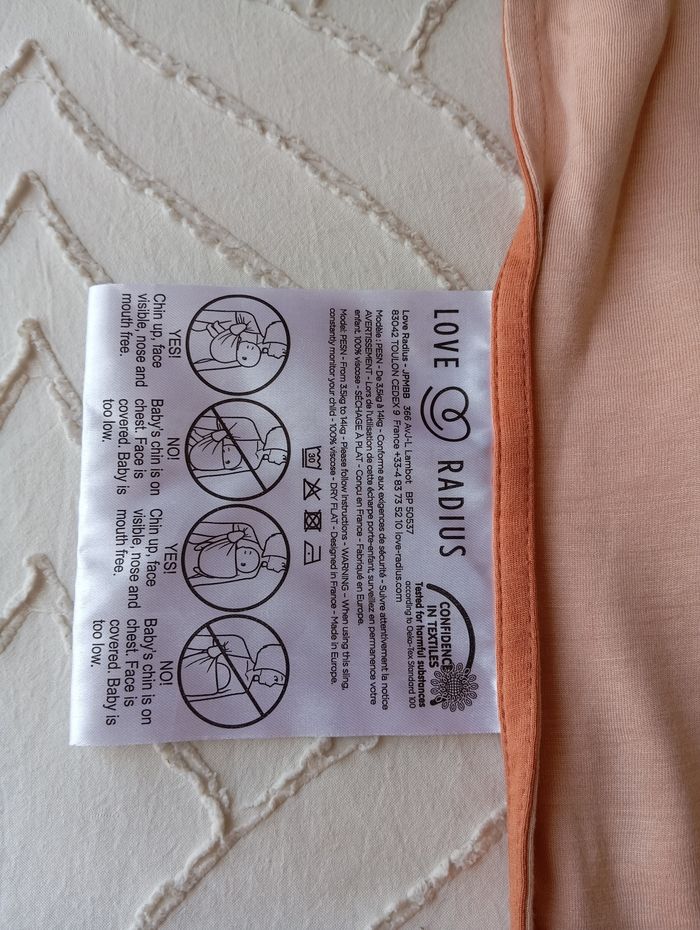 LOVE RADIUS
CONFIDENCE
IN TEXTILES
Tested for harmful substances
according to Oeko-Tex Standard 100
Love Radius - JPMBB 366 AvJ-L Lambot BP 50537
83042 TOULON CEDEX 9 France +33-4 83 73 52 10 love-radius.com
Modèle : PESN - De 3.5kg à 14kg - Conforme aux exigences de sécurité - Suivre attentivement la notice
AVERTISSEMENT - Lors de l'utilisation de cette écharpe porte-enfant, surveillez en permanence votre
enfant. 100% viscose - SÉCHAGE À PLAT - Conçu en France - Fabriqué en Europe.
Model: PESN - From 3.5kg to 14kg - Please follow Instructions - WARNING - When using this sling,
constantly monitor your child - 100% viscose - DRY FLAT - Designed in France - Made in Europe.
30
YES!
Chin up, face
visible, nose and
mouth free.
NO!
Baby's chin is on
chest. Face is
covered. Baby is
too low.
YES!
Chin up, face
visible, nose and
mouth free.
NO!
Baby's chin is on
chest. Face is
covered. Baby is
too low.